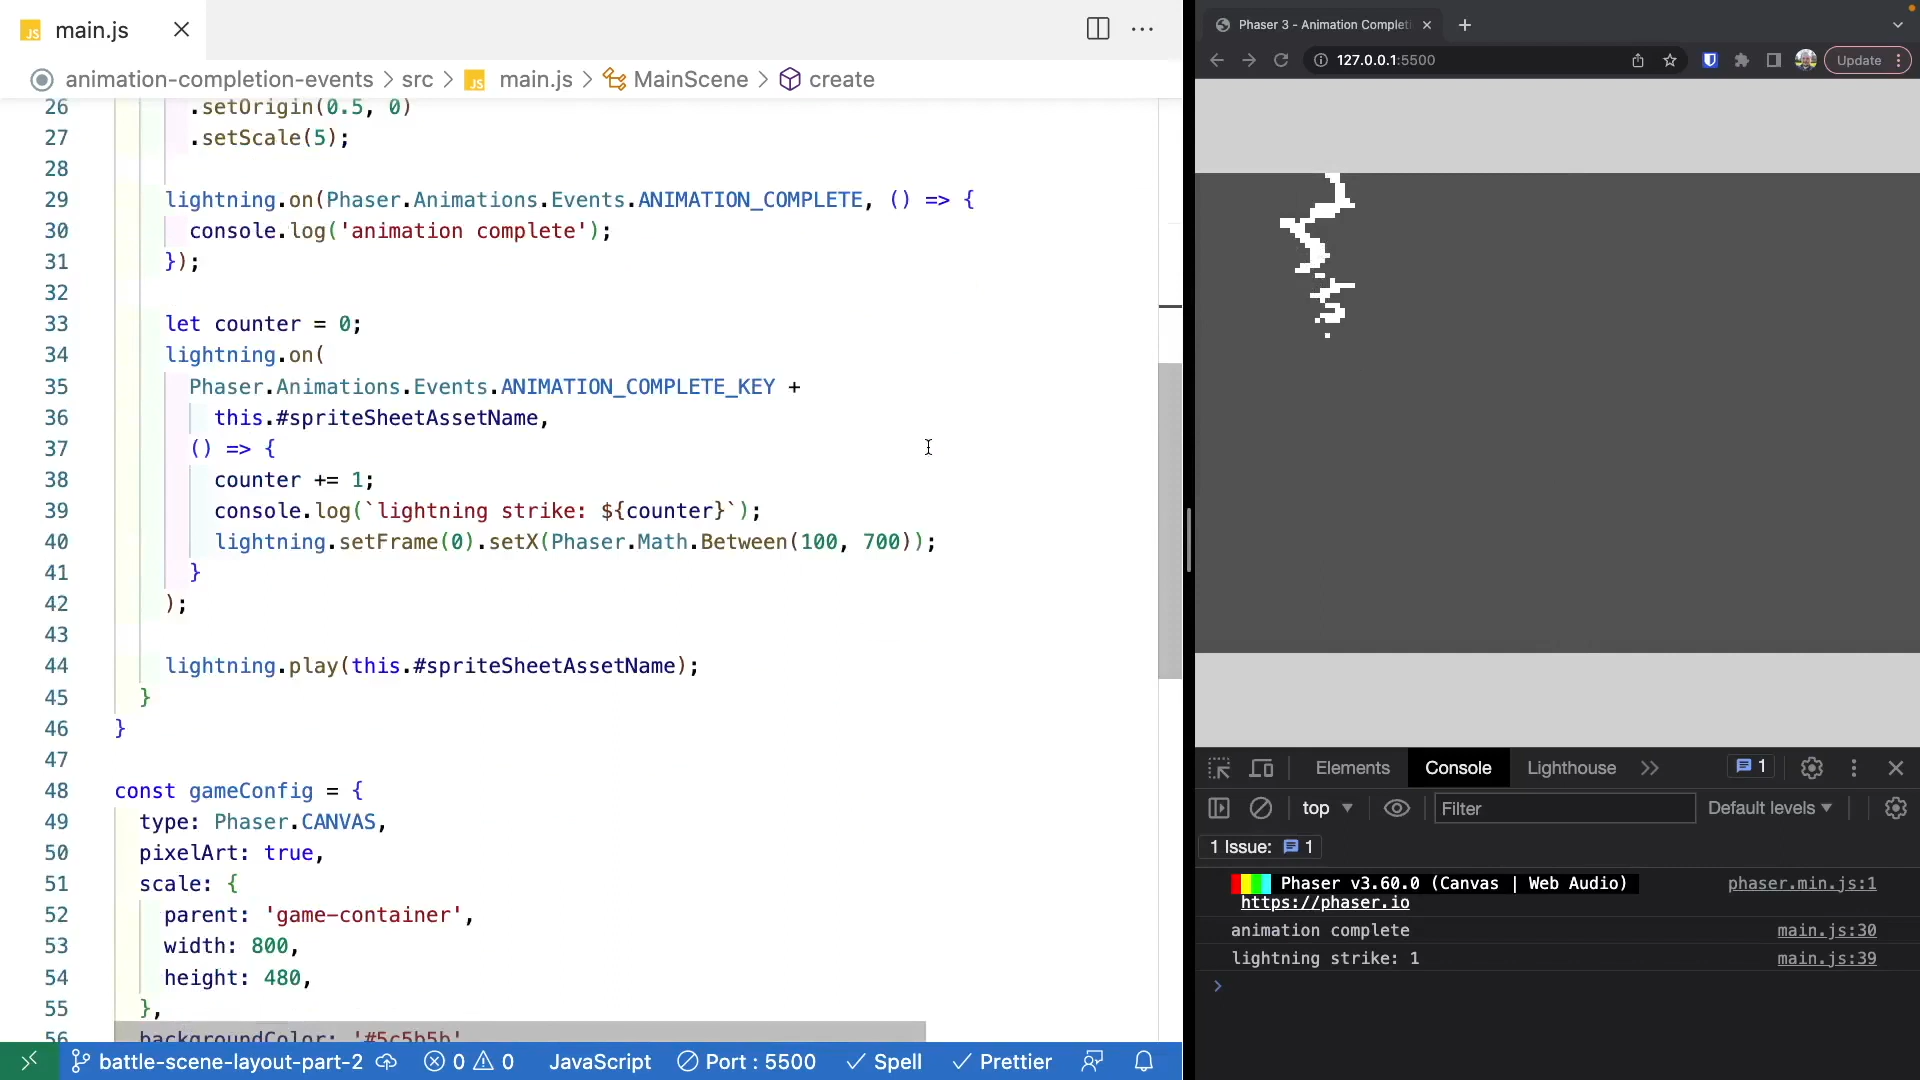 JS main.js
animation-completion-events > src > JS main.js > MainScene > create
26 .setOrigin(0.5, 0)
27 .setScale(5);
28
29 lightning.on(Phaser.Animations.Events.ANIMATION_COMPLETE, () => {
30 console.log('animation complete');
31 });
32
33 let counter = 0;
34 lightning.on(
35 Phaser.Animations.Events.ANIMATION_COMPLETE_KEY +
36 this.#spriteSheetAssetName,
37 () => {
38 counter += 1;
39 console.log(`lightning strike: ${counter}`);
40 lightning.setFrame(0).setX(Phaser.Math.Between(100, 700));
41 }
42 );
43
44 lightning.play(this.#spriteSheetAssetName);
45 }
46 }
47
48 const gameConfig = {
49 type: Phaser.CANVAS,
50 pixelArt: true,
51 scale: {
52 parent: 'game-container',
53 width: 800,
54 height: 480,
55 },
56 backgroundColor: '#5c5b5b'
battle-scene-layout-part-2 0 0 JavaScript Port : 5500 Spell Prettier
Phaser 3 - Animation Complet
127.0.0.1:5500 Update
Elements Console Lighthouse 1
top Filter Default levels
1 Issue: 1
Phaser v3.60.0 (Canvas | Web Audio) phaser.min.js:1
https://phaser.io
animation complete main.js:30
lightning strike: 1 main.js:39